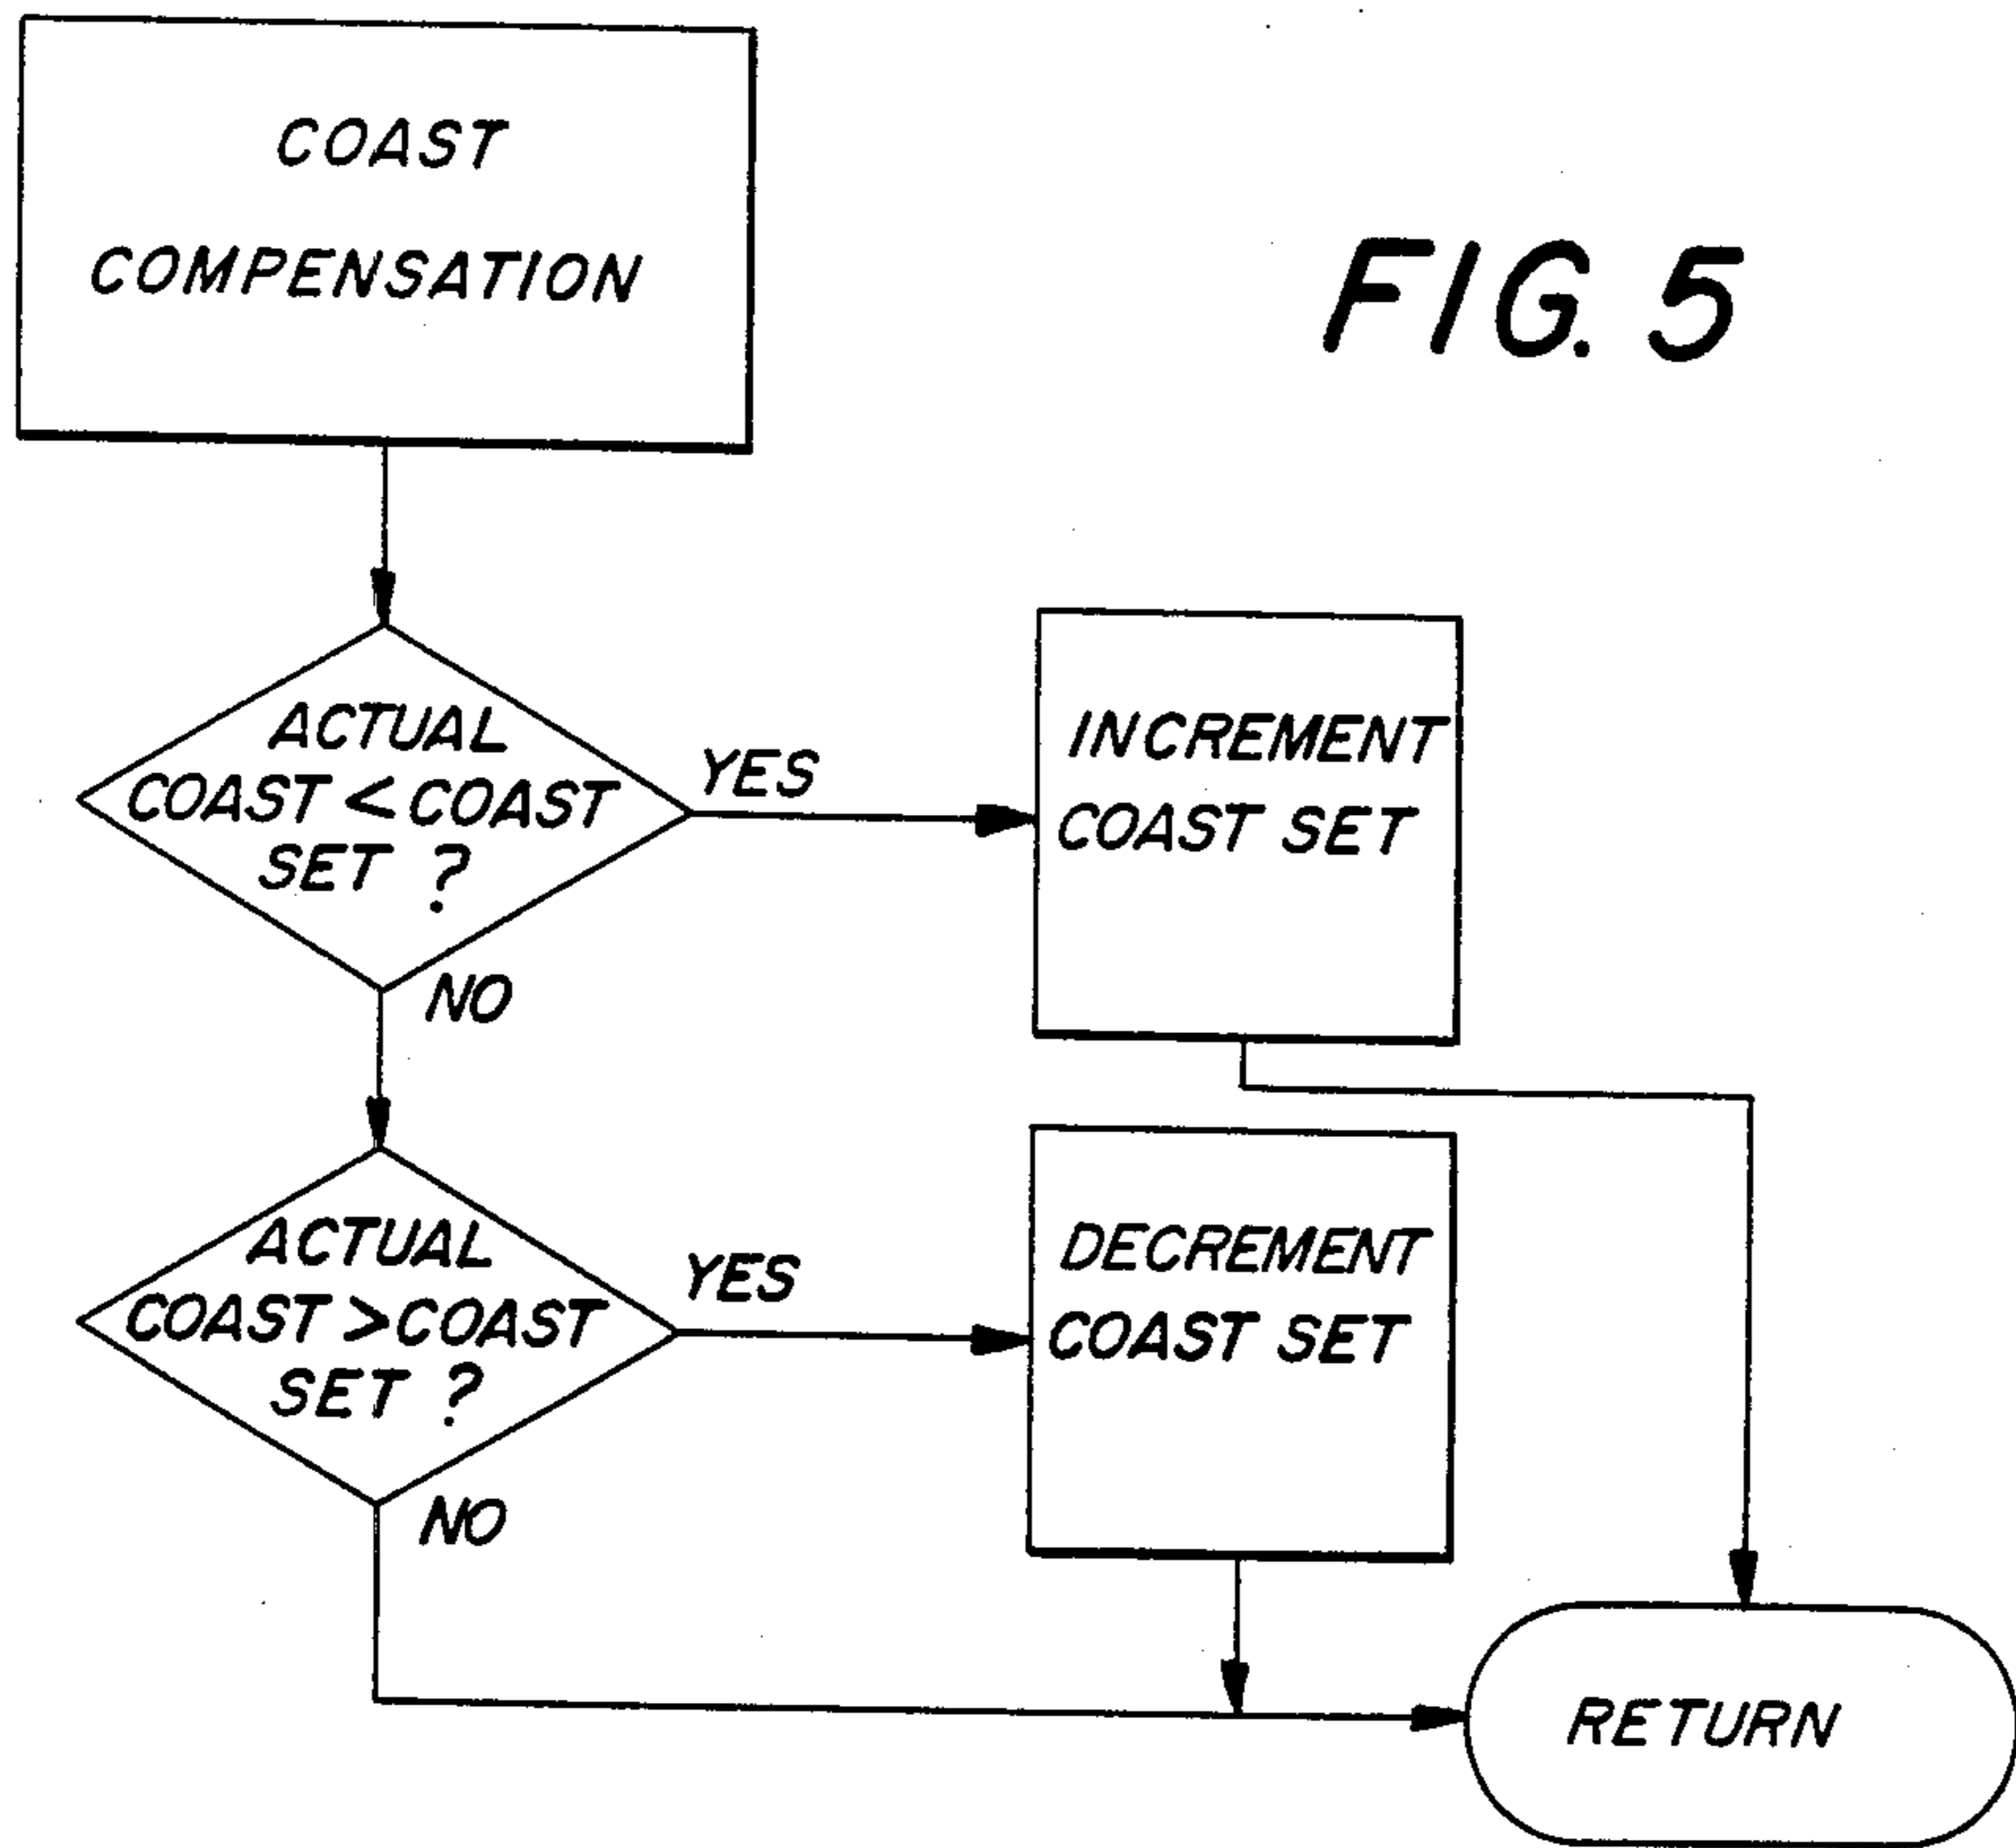 COAST
COMPENSATION
FIG. 5
ACTUAL
COAST < COAST
SET ?
YES
INCREMENT
COAST SET
NO
ACTUAL
COAST > COAST
SET ?
YES
DECREMENT
COAST SET
NO
RETURN